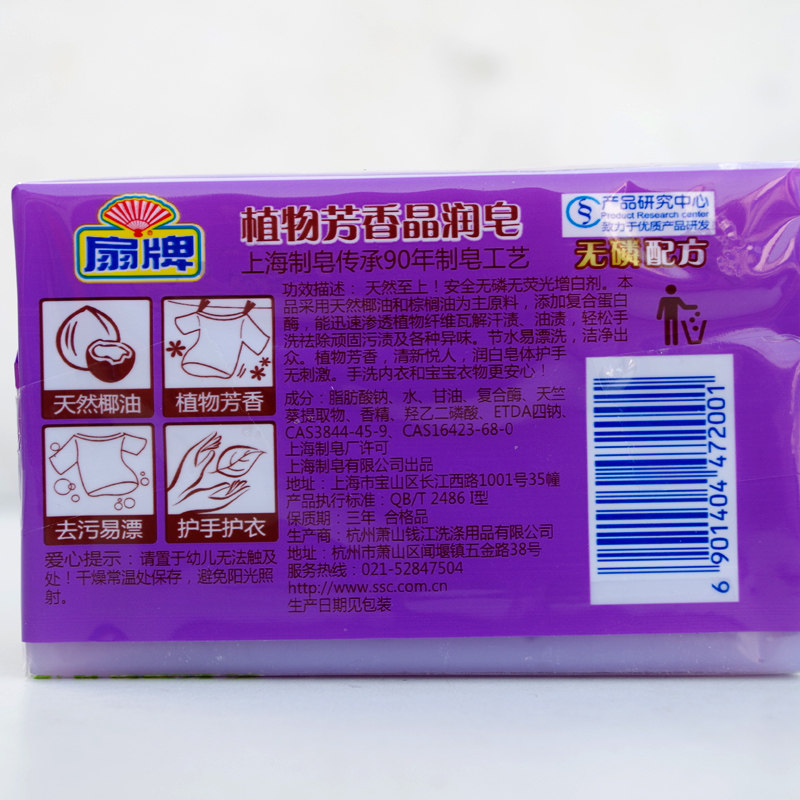 扇牌
植物芳香晶润皂
上海制皂传承90年制皂工艺
产品研究中心
Product Research center
致力于优质产品研发
无磷配方
天然椰油
植物芳香
去污易漂
护手护衣
爱心提示：请置于幼儿无法触及
处！干燥常温处保存，避免阳光照
射。
功效描述： 天然至上！安全无磷无荧光增白剂。本
品采用天然椰油和棕榈油为主原料，添加复合蛋白
酶，能迅速渗透植物纤维瓦解汗渍、油渍，轻松手
洗祛除顽固污渍及各种异味。节水易漂洗，洁净出
众。植物芳香，清新悦人，润白皂体护手
无刺激。手洗内衣和宝宝衣物更安心！
成分：脂肪酸钠、水、甘油、复合酶、天竺
葵提取物、香精、羟乙二磷酸、ETDA四钠、
CAS3844-45-9、CAS16423-68-0
上海制皂厂许可
上海制皂有限公司出品
地址：上海市宝山区长江西路1001号35幢
产品执行标准：QB/T 2486 I型
保质期：三年 合格品
生产商：杭州萧山钱江洗涤用品有限公司
地址：杭州市萧山区闻堰镇五金路38号
服务热线：021-52847504
http://www.ssc.com.cn
生产日期见包装
6 901404 472001